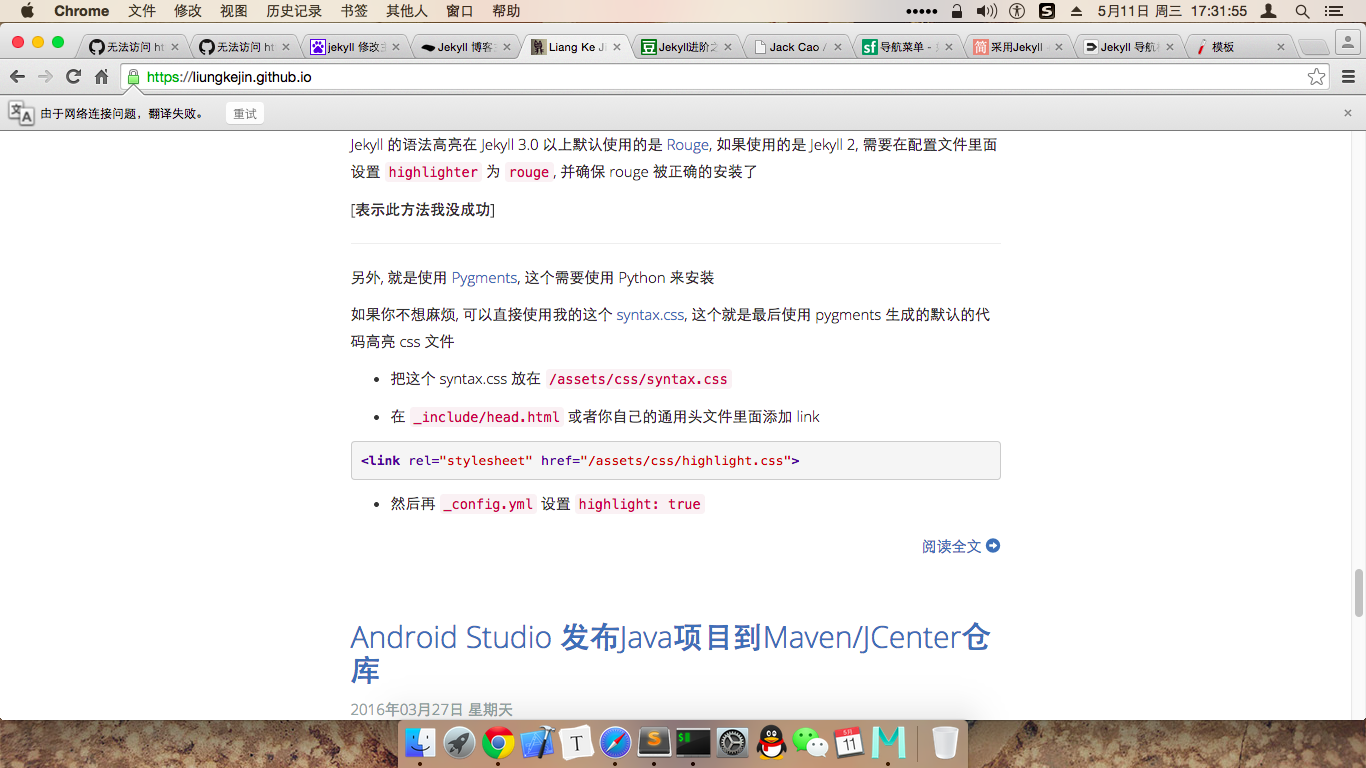 Chrome 文件 修改 视图 历史记录 书签 其他人 窗口 帮助 5月11日 周三 17:31:55
无法访问 ht 无法访问 ht jekyll 修改主 Jekyll 博客主 Liang Ke Ji Jekyll进阶之 Jack Cao / 导航菜单 - 采用Jekyll Jekyll 导航 模板
https://liungkejin.github.io
由于网络连接问题，翻译失败。 重试
Jekyll 的语法高亮在 Jekyll 3.0 以上默认使用的是 Rouge, 如果使用的是 Jekyll 2, 需要在配置文件里面
设置 highlighter 为 rouge, 并确保 rouge 被正确的安装了
[表示此方法我没成功]
另外, 就是使用 Pygments, 这个需要使用 Python 来安装
如果你不想麻烦, 可以直接使用我的这个 syntax.css, 这个就是最后使用 pygments 生成的默认的代
码高亮 css 文件
把这个 syntax.css 放在 /assets/css/syntax.css
在 _include/head.html 或者你自己的通用头文件里面添加 link
<link rel="stylesheet" href="/assets/css/highlight.css">
然后再 _config.yml 设置 highlight: true
阅读全文
Android Studio 发布Java项目到Maven/JCenter仓
库
2016年03月27日 星期天